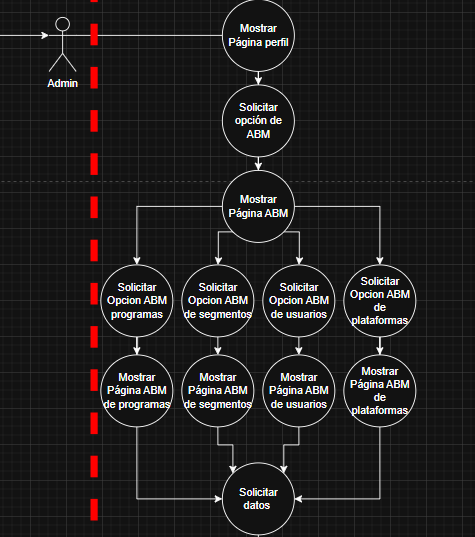 Mostrar
Página perfil
Admin
Solicitar
opción de
ABM
Mostrar
Página ABM
Solicitar
Opcion ABM
programas
Solicitar
Opcion ABM
de segmentos
Solicitar
Opcion ABM
de usuarios
Solicitar
Opcion ABM
de
plataformas
Mostrar
Página ABM
de programas
Mostrar
Página ABM
de segmentos
Mostrar
Página ABM
de usuarios
Mostrar
Página ABM
de
plataformas
Solicitar
datos